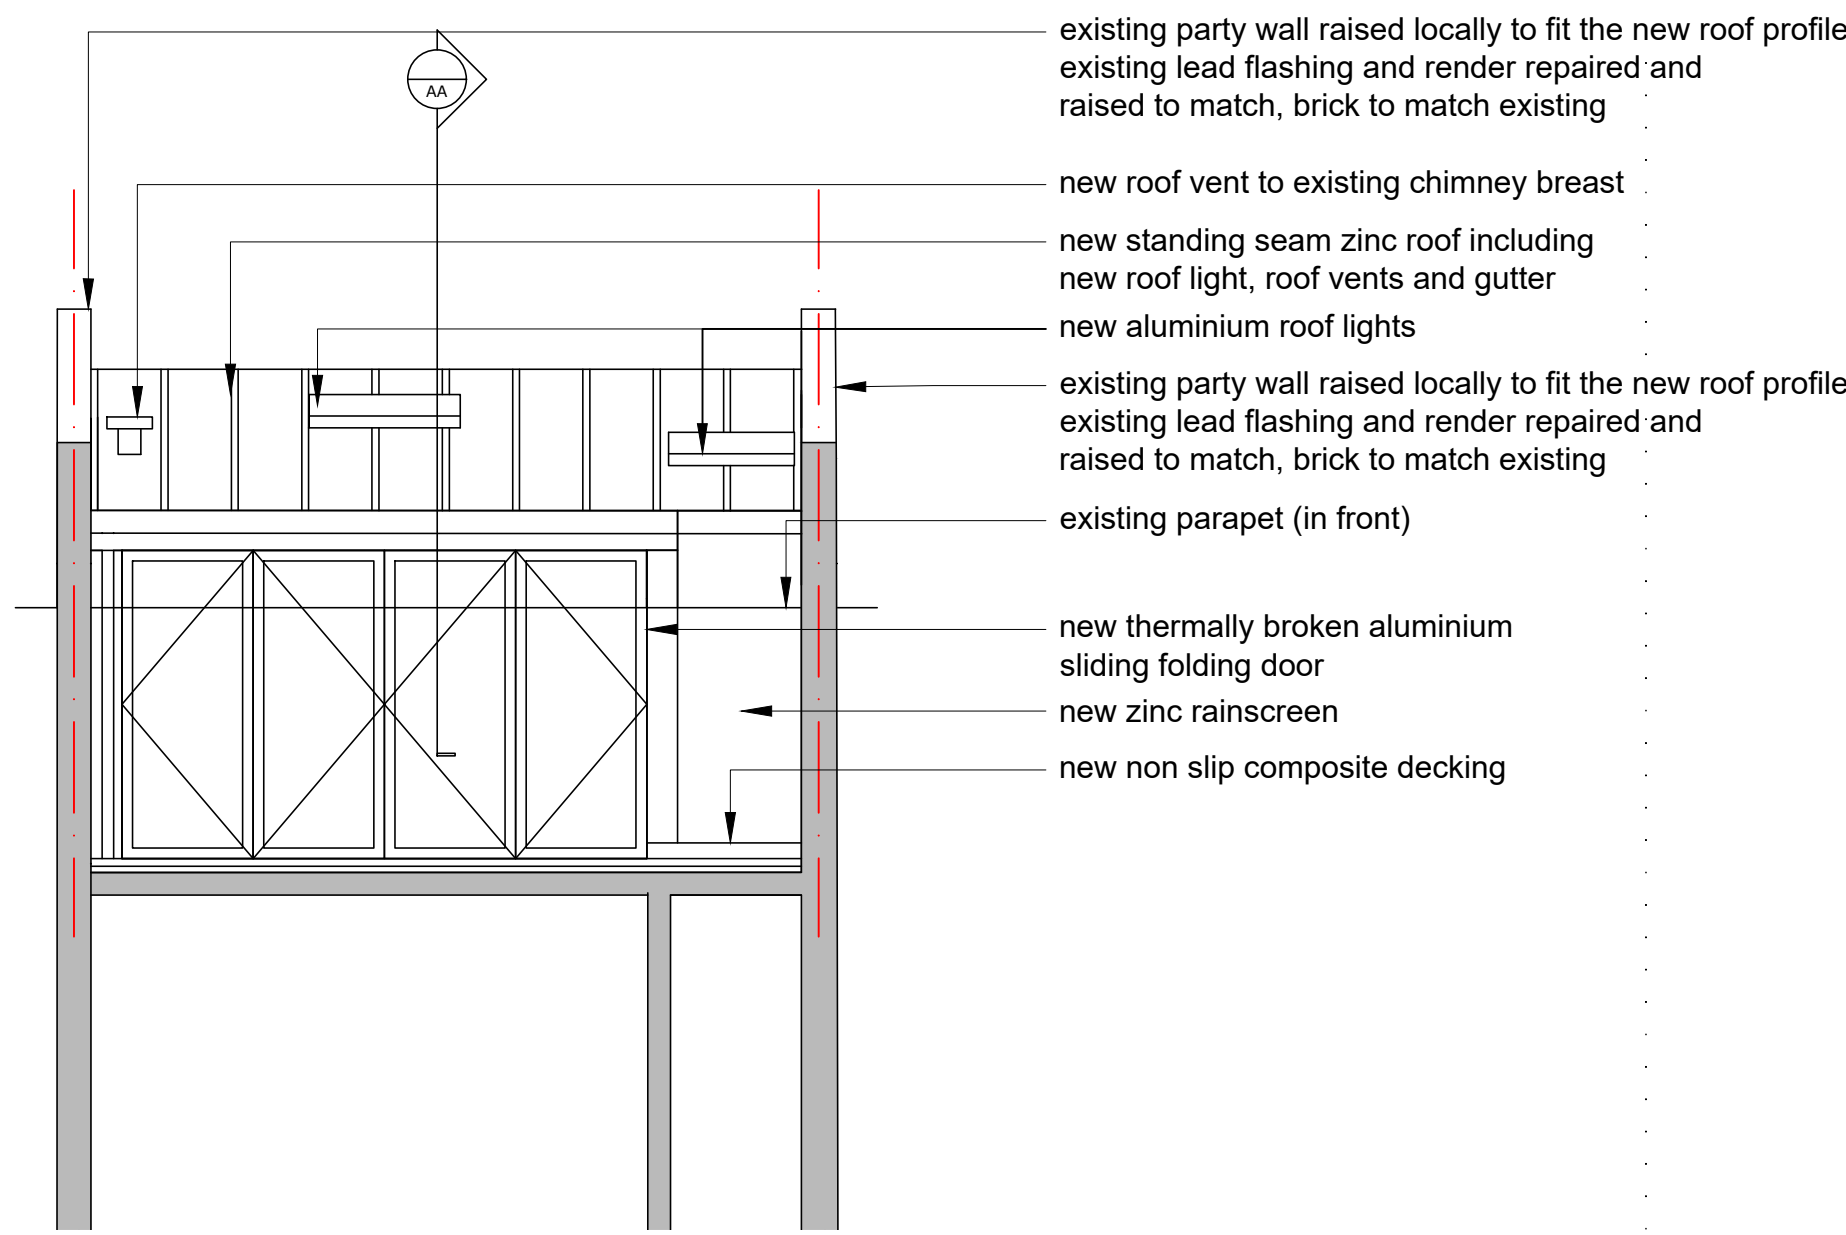 existing party wall raised locally to fit the new roof profile
existing lead flashing and render repaired and
raised to match, brick to match existing
AA
new roof vent to existing chimney breast
new standing seam zinc roof including
new roof light, roof vents and gutter
new aluminium roof lights
existing party wall raised locally to fit the new roof profile
existing lead flashing and render repaired and
raised to match, brick to match existing
existing parapet (in front)
new thermally broken aluminium
sliding folding door
new zinc rainscreen
new non slip composite decking